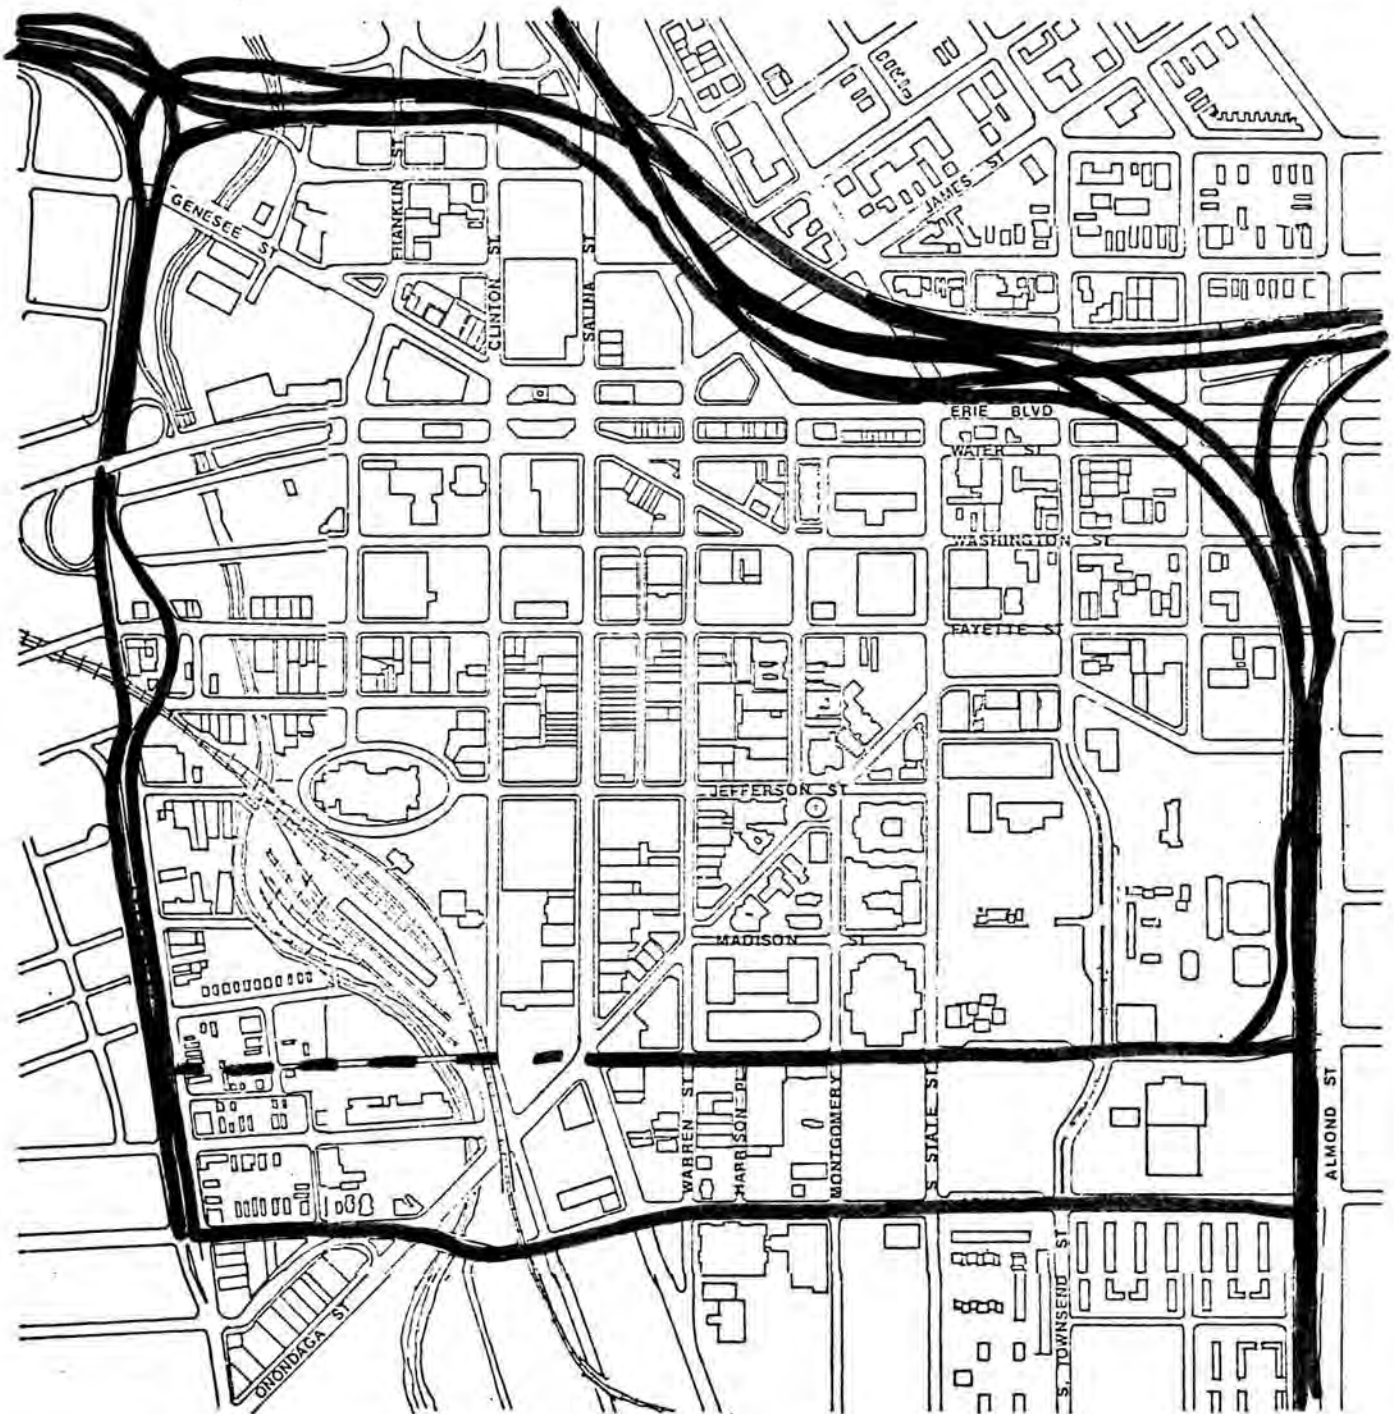 JAMES ST
GENESEE ST
FRANKLIN ST
CLINTON ST
SALINA ST
ERIE BLVD
WATER ST
WASHINGTON ST
FAYETTE ST
JEFFERSON ST
MADISON ST
WARREN ST
HARRISON PL
MONTGOMERY
S STATE ST
ALMOND ST
S. TOWNSEND ST
ONONDAGA ST